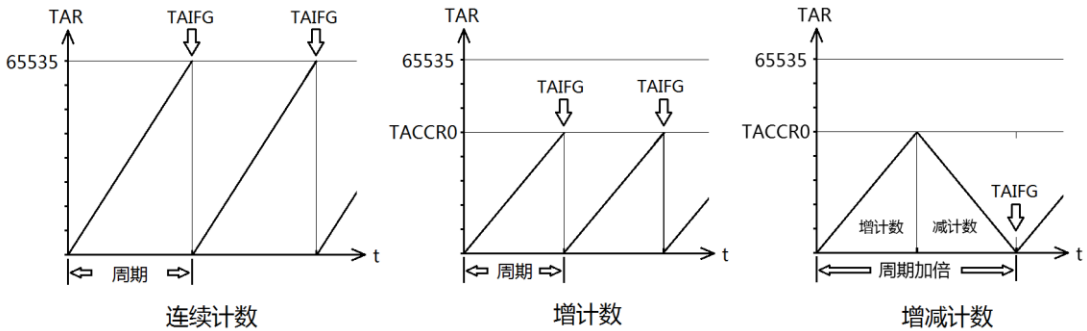 TAR
TAIFG
TAIFG
65535
t
周期
连续计数
TAR
65535
TAIFG
TAIFG
TACCR0
t
周期
增计数
TAR
65535
TACCR0
TAIFG
增计数
减计数
t
周期加倍
增减计数